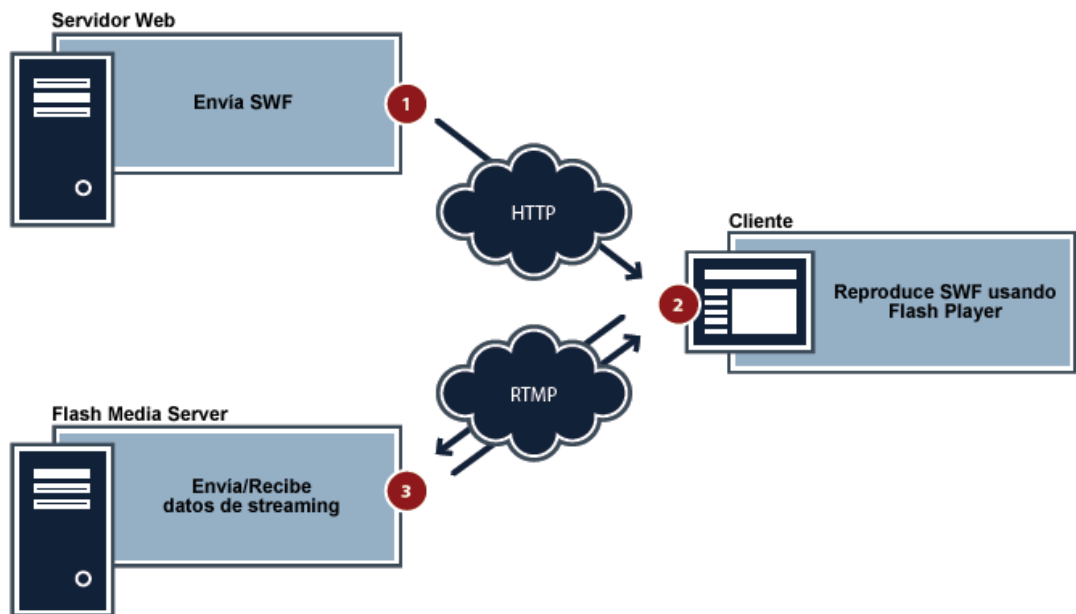 Servidor Web
Envía SWF
1
HTTP
Cliente
2
Reproduce SWF usando
Flash Player
RTMP
Flash Media Server
Envía/Recibe
datos de streaming
3